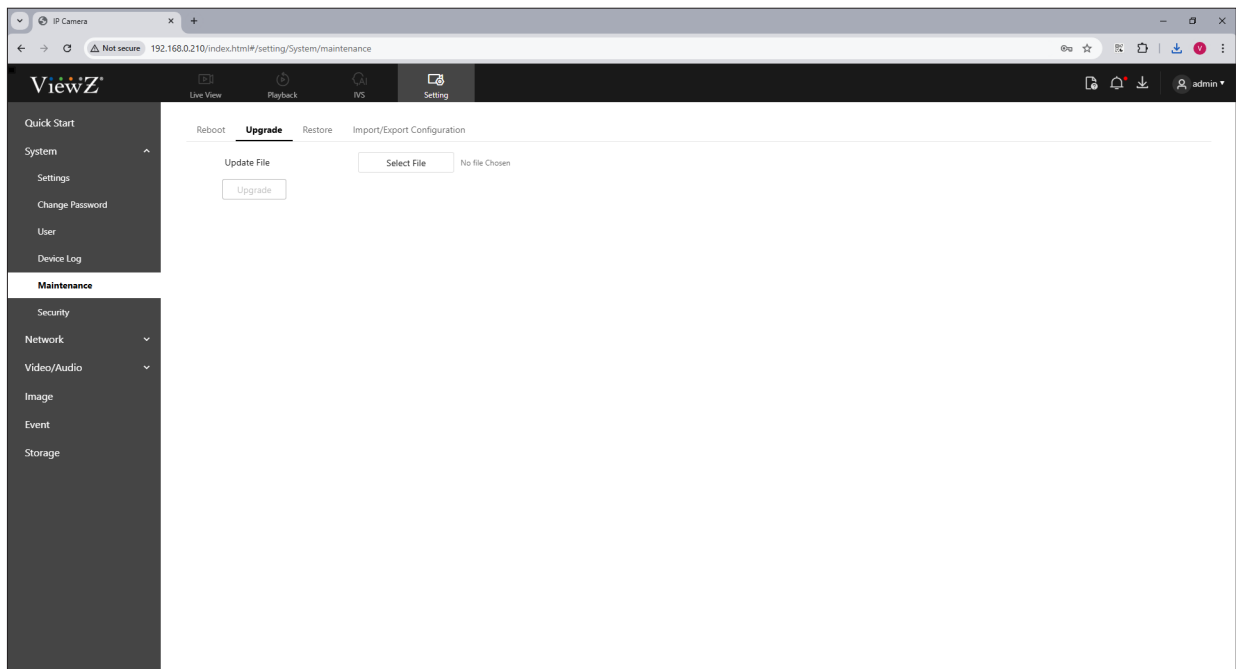 IP Camera
Not secure 192.168.0.210/index.html#/setting/System/maintenance
V
ViewZ
Live View Playback IVS Setting
admin
Quick Start
System
Settings
Change Password
User
Device Log
Maintenance
Security
Network
Video/Audio
Image
Event
Storage
Reboot Upgrade Restore Import/Export Configuration
Update File Select File No file Chosen
Upgrade